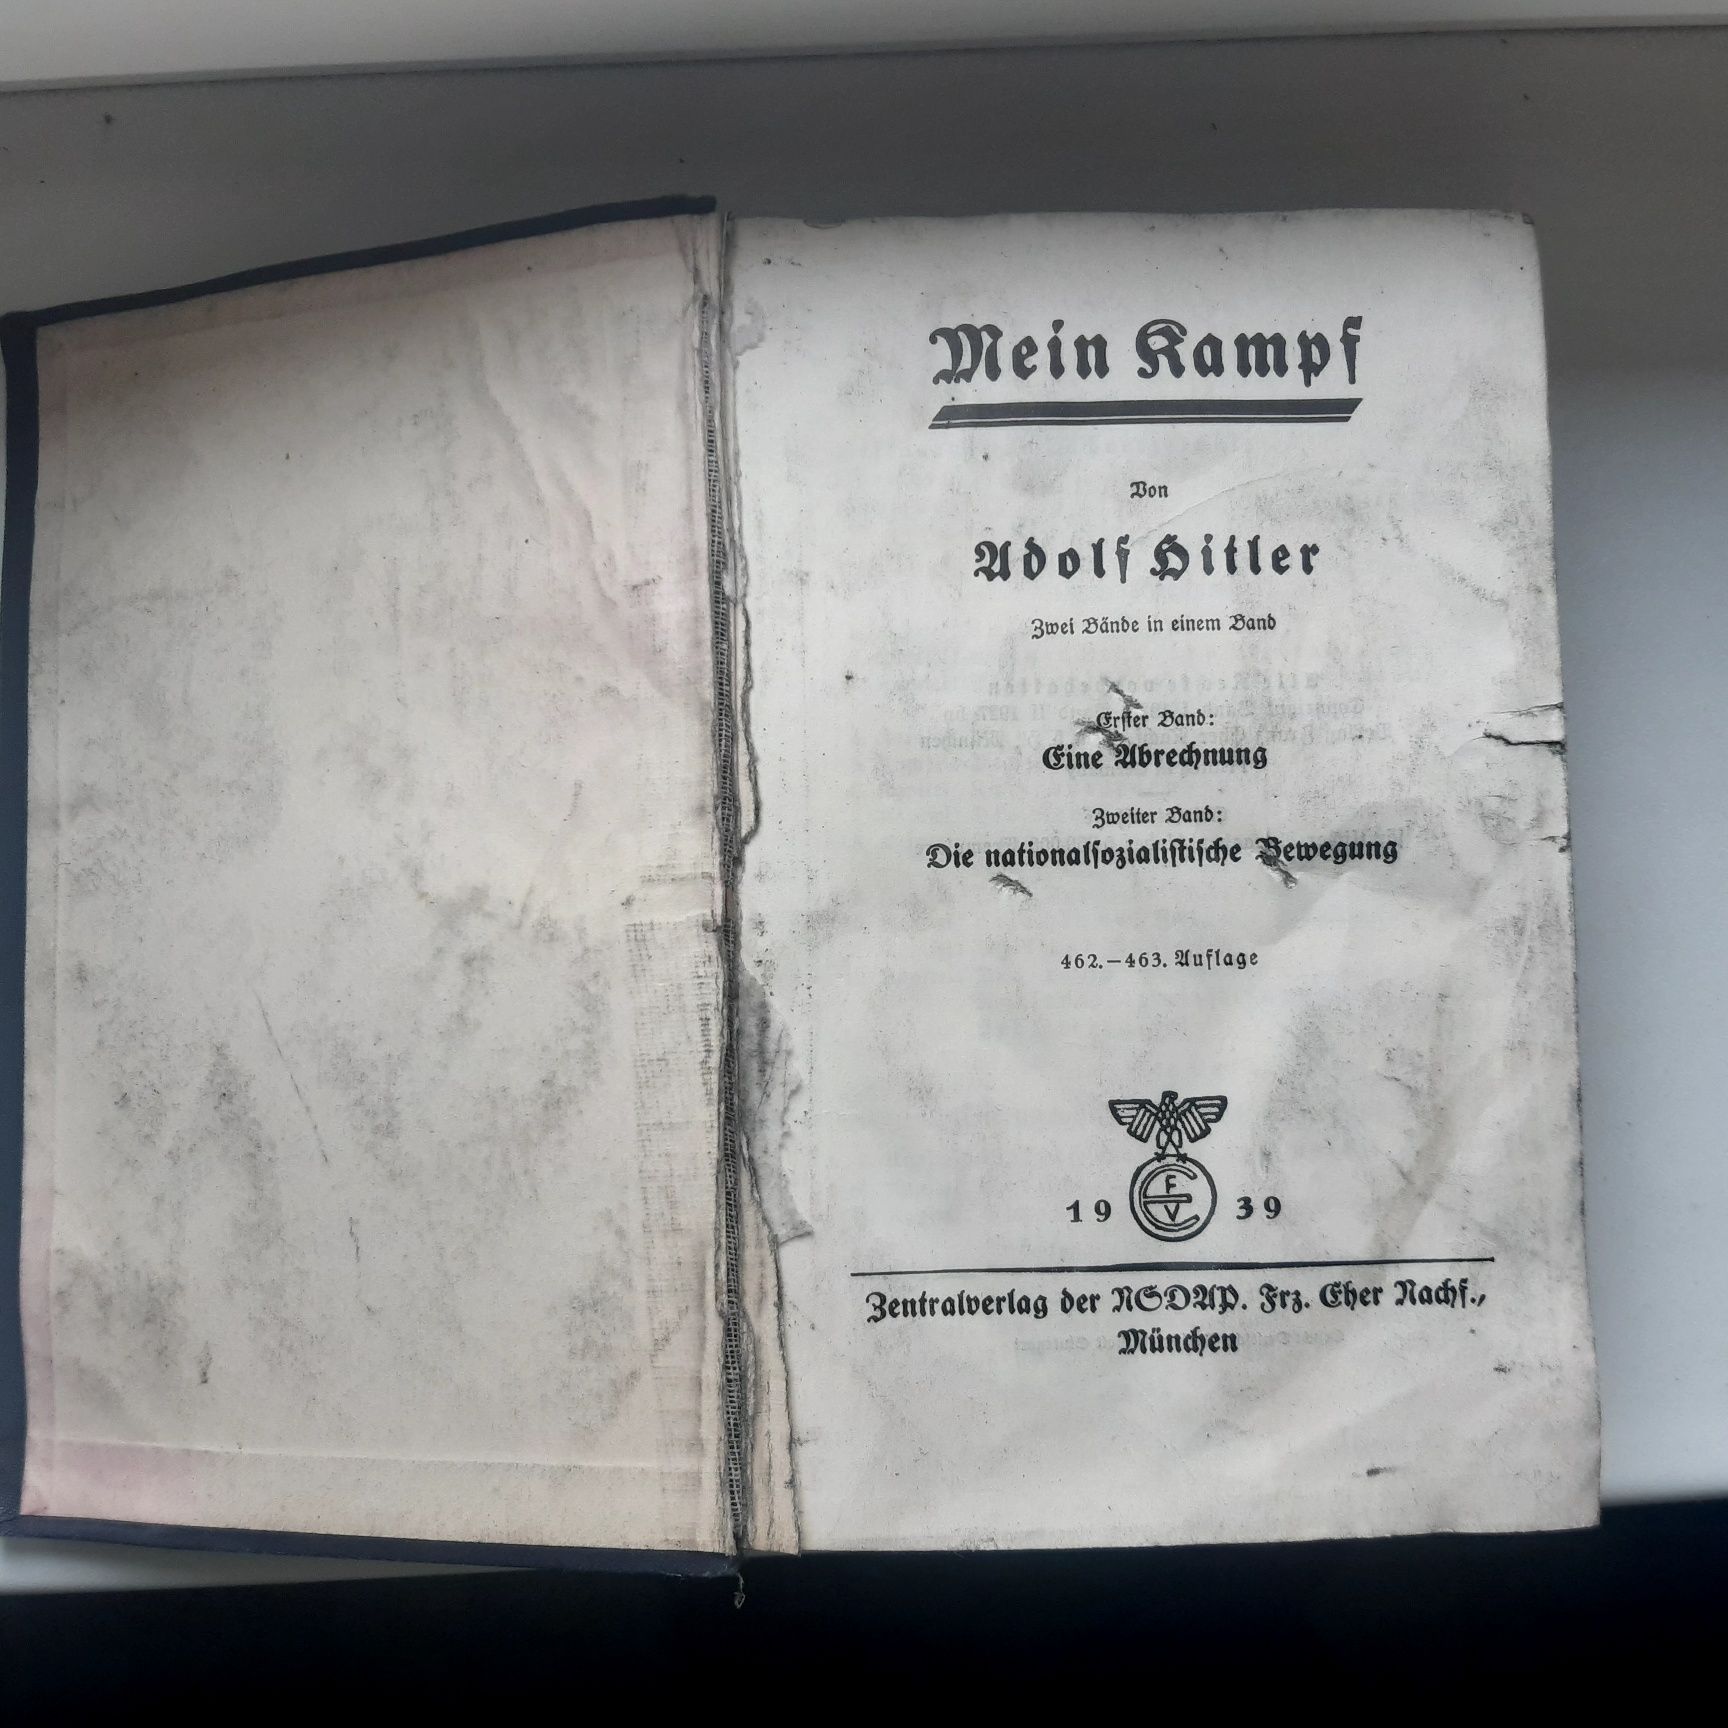 Mein Kampf
Von
Adolf Hitler
Zwei Bände in einem Band
Erster Band:
Eine Abrechnung
Zweiter Band:
Die nationalsozialistische Bewegung
462.–463. Auflage
F
E
V
19 39
Zentralverlag der NSDAP. Frz. Eher Nachf.,
München